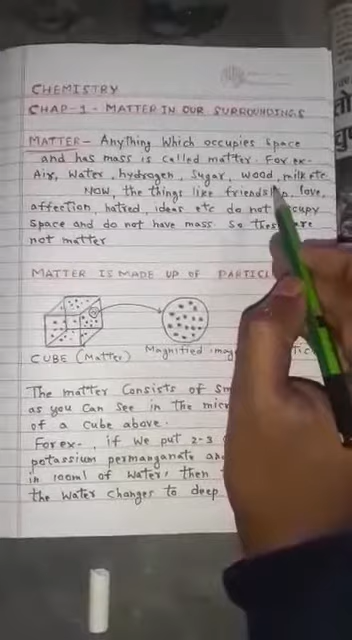 CHEMISTRY
CHAP-1- MATTER IN OUR SURROUNDINGS
MATTER- Anything which occupies space
and has mass is called matter. For ex-
Air, Water, hydrogen, Sugar, wood, milk etc
Now, the things like friendship, love,
affection, hatred, ideas etc do not occupy
space and do not have mass so these are
not matter
MATTER IS MADE UP OF
CUBE (Matter) Magnified
The matter Consists of
as you can see in the
of a cube above.
For ex-, if we put 2-3
potassium permanganate
in 100ml of water, then
the water changes to deep